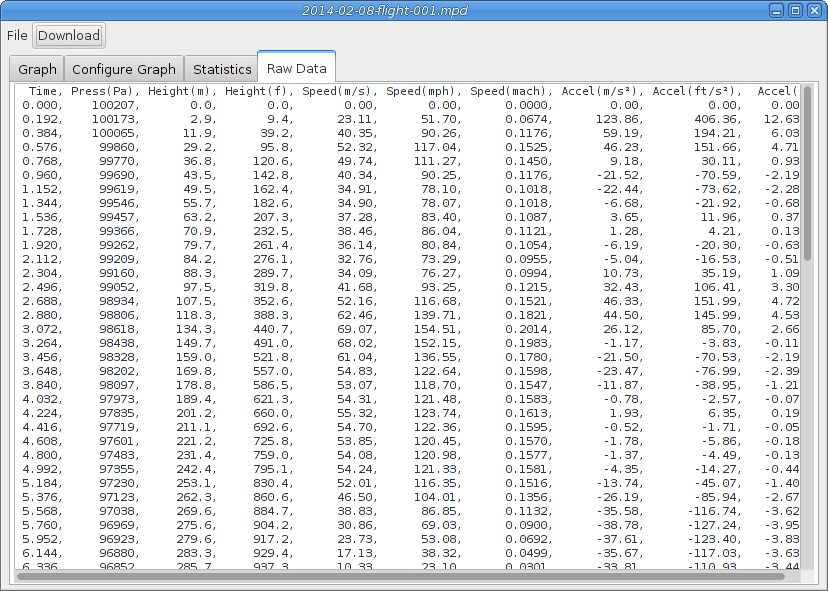 2014-02-08-flight-001.mpd
File Download
Graph Configure Graph Statistics Raw Data
Time, Press(Pa), Height(m), Height(f), Speed(m/s), Speed(mph), Speed(mach), Accel(m/s²), Accel(ft/s²), Accel(
0.000, 100207, 0.0, 0.0, 0.00, 0.00, 0.0000, 0.00, 0.00, 0.00
0.192, 100173, 2.9, 9.4, 23.11, 51.70, 0.0674, 123.86, 406.36, 12.63
0.384, 100065, 11.9, 39.2, 40.35, 90.26, 0.1176, 59.19, 194.21, 6.03
0.576, 99860, 29.2, 95.8, 52.32, 117.04, 0.1525, 46.23, 151.66, 4.71
0.768, 99770, 36.8, 120.6, 49.74, 111.27, 0.1450, 9.18, 30.11, 0.93
0.960, 99690, 43.5, 142.8, 40.34, 90.25, 0.1176, -21.52, -70.59, -2.19
1.152, 99619, 49.5, 162.4, 34.91, 78.10, 0.1018, -22.44, -73.62, -2.28
1.344, 99546, 55.7, 182.6, 34.90, 78.07, 0.1018, -6.68, -21.92, -0.68
1.536, 99457, 63.2, 207.3, 37.28, 83.40, 0.1087, 3.65, 11.96, 0.37
1.728, 99366, 70.9, 232.5, 38.46, 86.04, 0.1121, 1.28, 4.21, 0.13
1.920, 99262, 79.7, 261.4, 36.14, 80.84, 0.1054, -6.19, -20.30, -0.63
2.112, 99209, 84.2, 276.1, 32.76, 73.29, 0.0955, -5.04, -16.53, -0.51
2.304, 99160, 88.3, 289.7, 34.09, 76.27, 0.0994, 10.73, 35.19, 1.09
2.496, 99052, 97.5, 319.8, 41.68, 93.25, 0.1215, 32.43, 106.41, 3.30
2.688, 98934, 107.5, 352.6, 52.16, 116.68, 0.1521, 46.33, 151.99, 4.72
2.880, 98806, 118.3, 388.3, 62.46, 139.71, 0.1821, 44.50, 145.99, 4.53
3.072, 98618, 134.3, 440.7, 69.07, 154.51, 0.2014, 26.12, 85.70, 2.66
3.264, 98438, 149.7, 491.0, 68.02, 152.15, 0.1983, -1.17, -3.83, -0.11
3.456, 98328, 159.0, 521.8, 61.04, 136.55, 0.1780, -21.50, -70.53, -2.19
3.648, 98202, 169.8, 557.0, 54.83, 122.64, 0.1598, -23.47, -76.99, -2.39
3.840, 98097, 178.8, 586.5, 53.07, 118.70, 0.1547, -11.87, -38.95, -1.21
4.032, 97973, 189.4, 621.3, 54.31, 121.48, 0.1583, -0.78, -2.57, -0.07
4.224, 97835, 201.2, 660.0, 55.32, 123.74, 0.1613, 1.93, 6.35, 0.19
4.416, 97719, 211.1, 692.6, 54.70, 122.36, 0.1595, -0.52, -1.71, -0.05
4.608, 97601, 221.2, 725.8, 53.85, 120.45, 0.1570, -1.78, -5.86, -0.18
4.800, 97483, 231.4, 759.0, 54.08, 120.98, 0.1577, -1.37, -4.49, -0.13
4.992, 97355, 242.4, 795.1, 54.24, 121.33, 0.1581, -4.35, -14.27, -0.44
5.184, 97230, 253.1, 830.4, 52.01, 116.35, 0.1516, -13.74, -45.07, -1.40
5.376, 97123, 262.3, 860.6, 46.50, 104.01, 0.1356, -26.19, -85.94, -2.67
5.568, 97038, 269.6, 884.7, 38.83, 86.85, 0.1132, -35.58, -116.74, -3.62
5.760, 96969, 275.6, 904.2, 30.86, 69.03, 0.0900, -38.78, -127.24, -3.95
5.952, 96923, 279.6, 917.2, 23.73, 53.08, 0.0692, -37.61, -123.40, -3.83
6.144, 96880, 283.3, 929.4, 17.13, 38.32, 0.0499, -35.67, -117.03, -3.63
6.336, 96852, 285.7, 937.3, 10.33, 23.10, 0.0301, -33.81, -110.93, -3.44